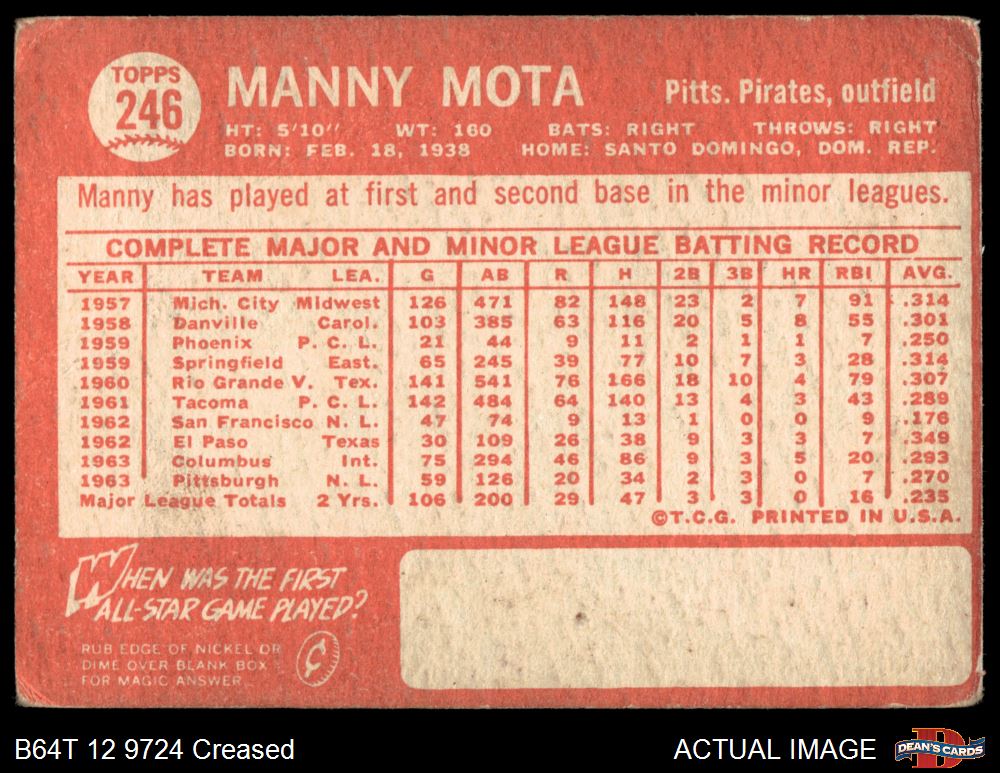 TOPPS
246
MANNY MOTA
Pitts. Pirates, outfield
HT: 5'10" WT: 160 BATS: RIGHT THROWS: RIGHT
BORN: FEB. 18, 1938 HOME: SANTO DOMINGO, DOM. REP.
Manny has played at first and second base in the minor leagues.
COMPLETE MAJOR AND MINOR LEAGUE BATTING RECORD
YEAR TEAM LEA. G AB R H 2B 3B HR RBI AVG.
1957 Mich. City Midwest 126 471 82 148 23 2 7 91 .314
1958 Danville Carol. 103 385 63 116 20 5 8 55 .301
1959 Phoenix P. C. L. 21 44 9 11 2 1 1 7 .250
1959 Springfield East. 65 245 39 77 10 7 3 28 .314
1960 Rio Grande V. Tex. 141 541 76 166 18 10 4 79 .307
1961 Tacoma P. C. L. 142 484 64 140 13 4 3 43 .289
1962 San Francisco N. L. 47 74 9 13 1 0 0 9 .176
1962 El Paso Texas 30 109 26 38 9 3 3 7 .349
1963 Columbus Int. 75 294 46 86 9 3 5 20 .293
1963 Pittsburgh N. L. 59 126 20 34 2 3 0 7 .270
Major League Totals 2 Yrs. 106 200 29 47 3 3 0 16 .235
©T.C.G. PRINTED IN U.S.A.
WHEN WAS THE FIRST
ALL-STAR GAME PLAYED?
RUB EDGE OF NICKEL OR
DIME OVER BLANK BOX
FOR MAGIC ANSWER
¢
B64T 12 9724 Creased
ACTUAL IMAGE
D
DEAN'S CARDS